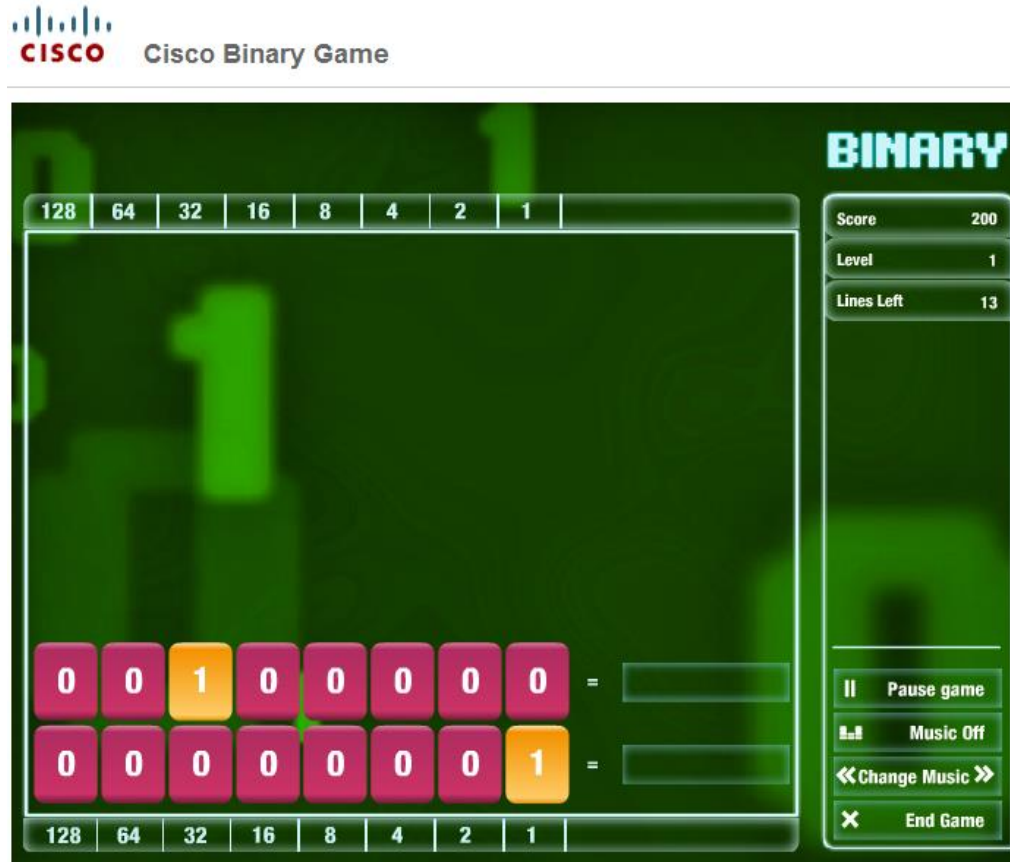 CISCO Cisco Binary Game
BINARY
128 64 32 16 8 4 2 1
Score 200
Level 1
Lines Left 13
0 0 1 0 0 0 0 0 =
0 0 0 0 0 0 0 1 =
128 64 32 16 8 4 2 1
Pause game
Music Off
Change Music
End Game